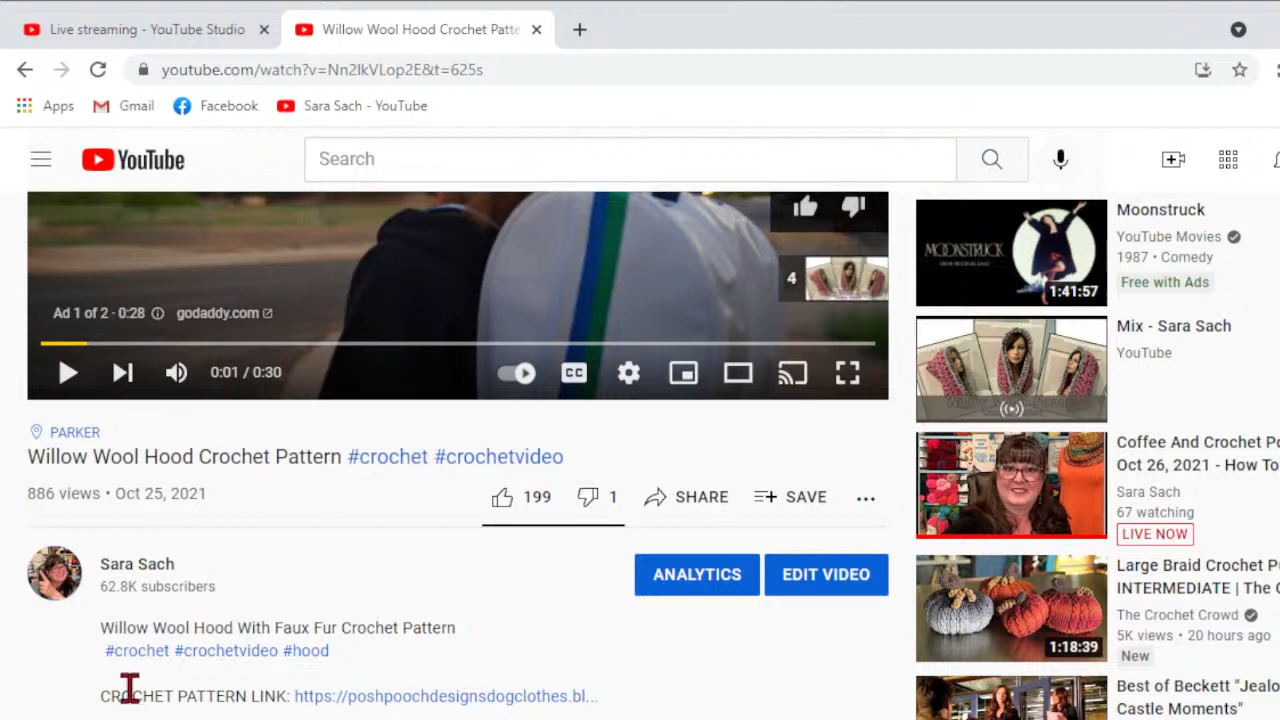 Live streaming - YouTube Studio
Willow Wool Hood Crochet Patte
youtube.com/watch?v=Nn2IkVLop2E&t=625s
Apps Gmail Facebook Sara Sach - YouTube
YouTube
Search
4
Ad 1 of 2 · 0:28 godaddy.com
0:01 / 0:30
CC
PARKER
Willow Wool Hood Crochet Pattern #crochet #crochetvideo
886 views • Oct 25, 2021
199 1 SHARE SAVE
Sara Sach
62.8K subscribers
ANALYTICS EDIT VIDEO
Willow Wool Hood With Faux Fur Crochet Pattern
#crochet #crochetvideo #hood
CROCHET PATTERN LINK: https://poshpoochdesignsdogclothes.bl...
MOONSTRUCK
1:41:57
Moonstruck
YouTube Movies
1987 • Comedy
Free with Ads
Mix - Sara Sach
YouTube
Coffee And Crochet Po
Oct 26, 2021 - How To
Sara Sach
67 watching
LIVE NOW
1:18:39
Large Braid Crochet P
INTERMEDIATE | The C
The Crochet Crowd
5K views • 20 hours ago
New
Best of Beckett "Jealo
Castle Moments"